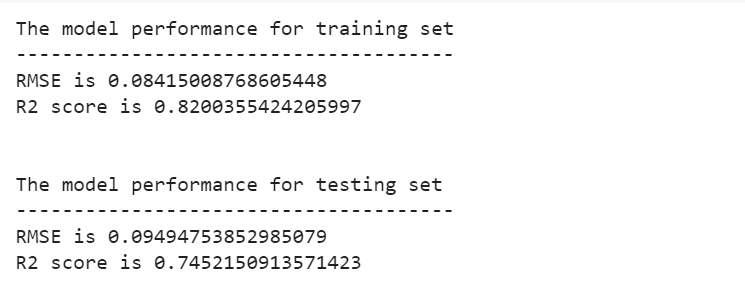 The model performance for training set
--------------------------------------
RMSE is 0.08415008768605448
R2 score is 0.8200355424205997
The model performance for testing set
--------------------------------------
RMSE is 0.09494753852985079
R2 score is 0.7452150913571423